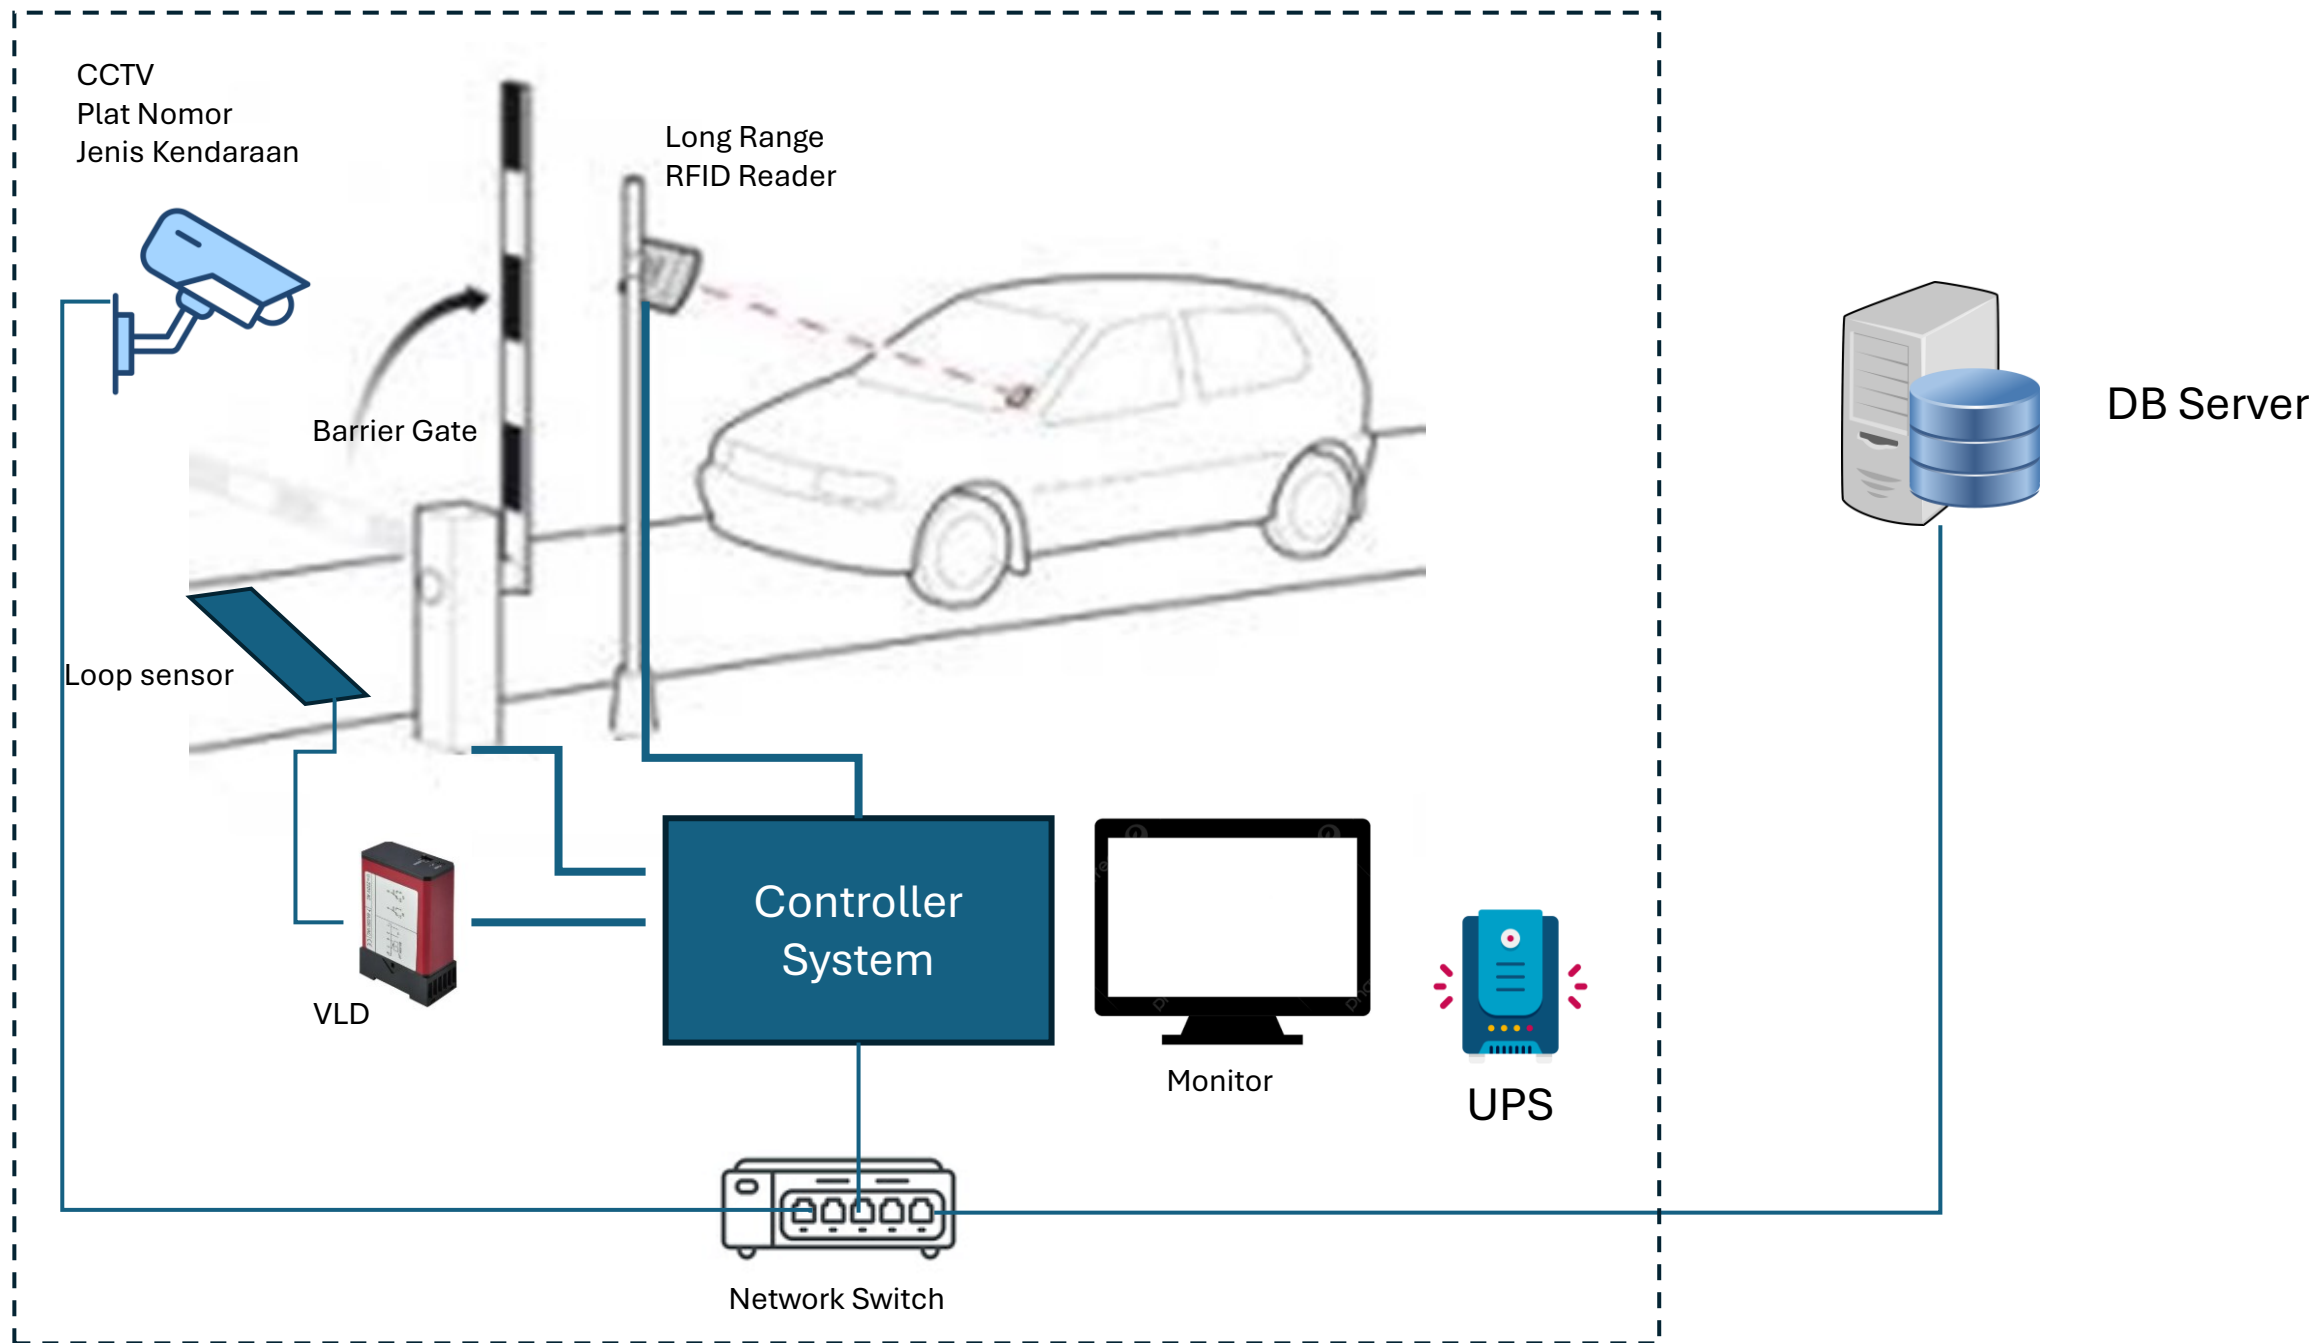 CCTV
Plat Nomor
Jenis Kendaraan
Long Range
RFID Reader
Barrier Gate
DB Server
Loop sensor
Controller
System
VLD
Monitor
UPS
Network Switch